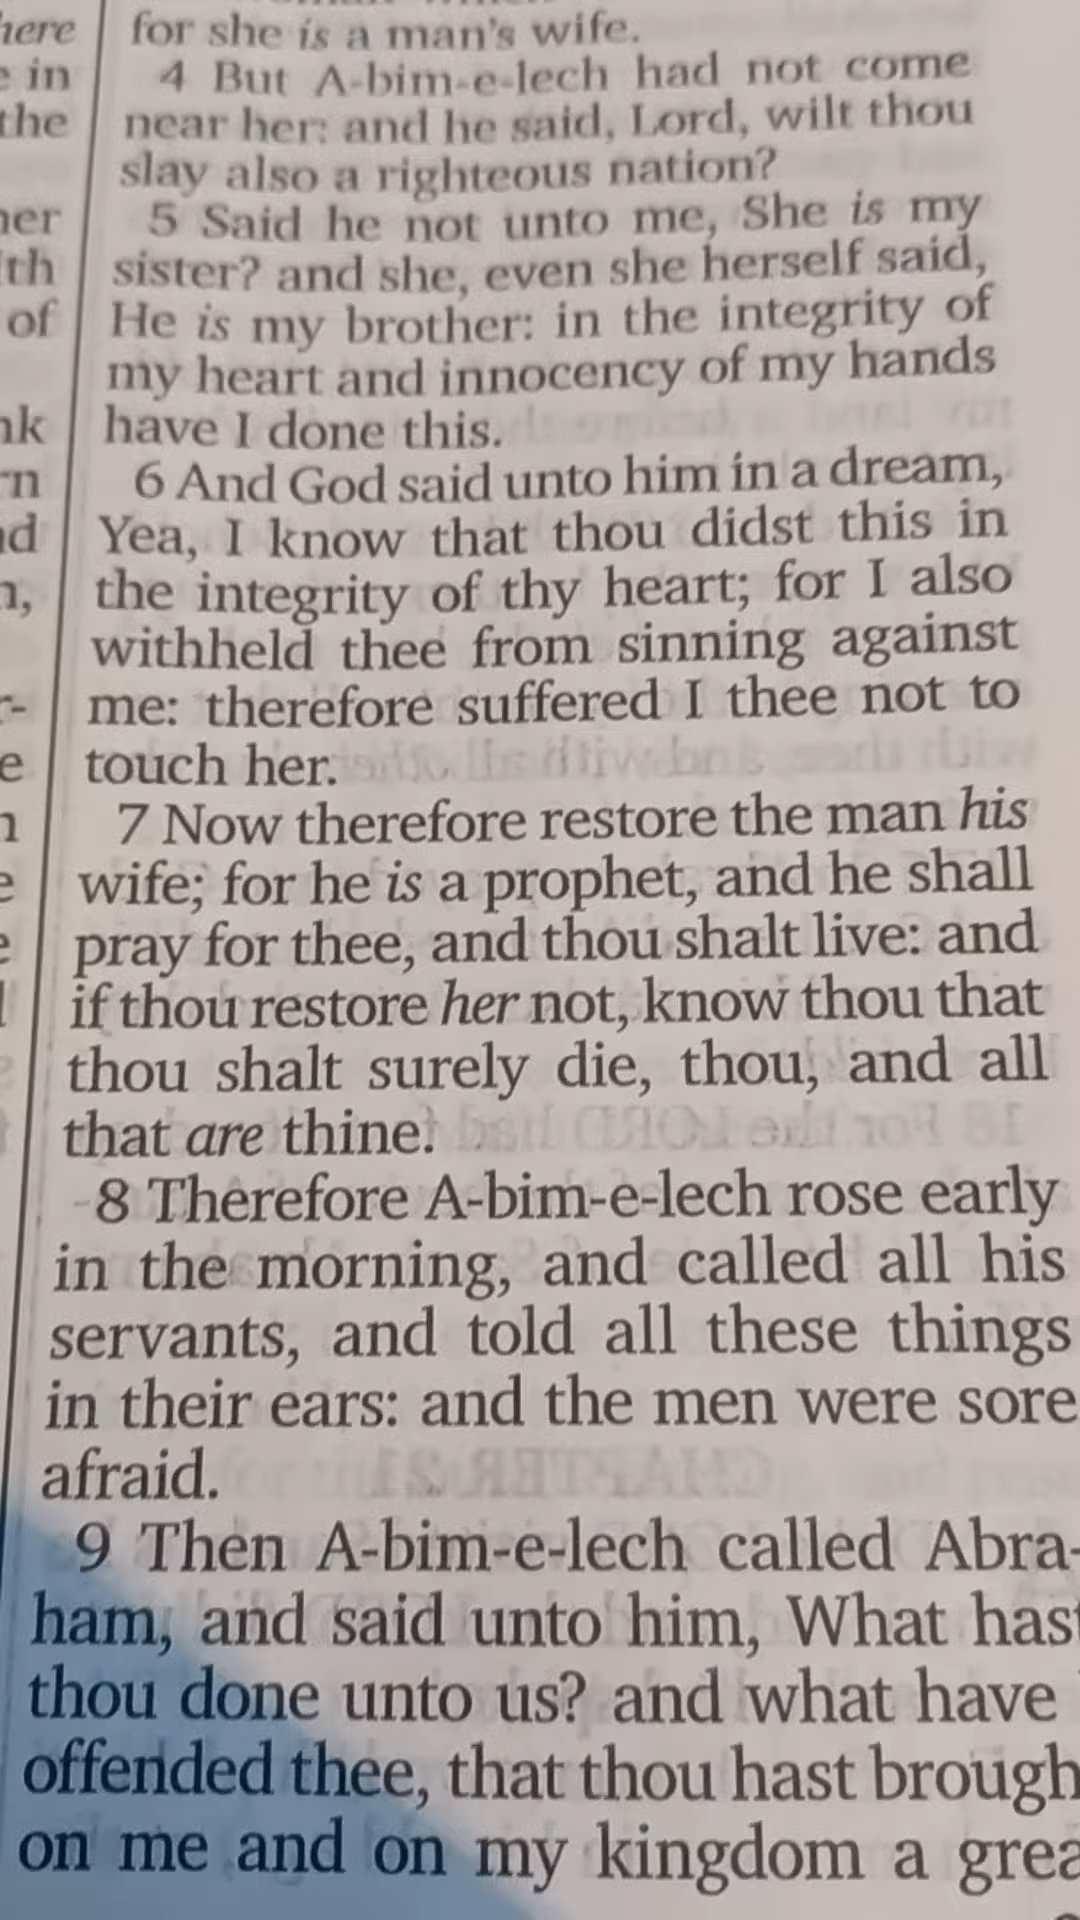 for she is a man's wife.
4 But A-bim-e-lech had not come
near her: and he said, Lord, wilt thou
slay also a righteous nation?
5 Said he not unto me, She is my
sister? and she, even she herself said,
He is my brother: in the integrity of
my heart and innocency of my hands
have I done this.
6 And God said unto him in a dream,
Yea, I know that thou didst this in
the integrity of thy heart; for I also
withheld thee from sinning against
me: therefore suffered I thee not to
touch her.
7 Now therefore restore the man his
wife; for he is a prophet, and he shall
pray for thee, and thou shalt live: and
if thou restore her not, know thou that
thou shalt surely die, thou, and all
that are thine.
8 Therefore A-bim-e-lech rose early
in the morning, and called all his
servants, and told all these things
in their ears: and the men were sore
afraid.
9 Then A-bim-e-lech called Abra-
ham, and said unto him, What hast
thou done unto us? and what have
offended thee, that thou hast brough
on me and on my kingdom a grea